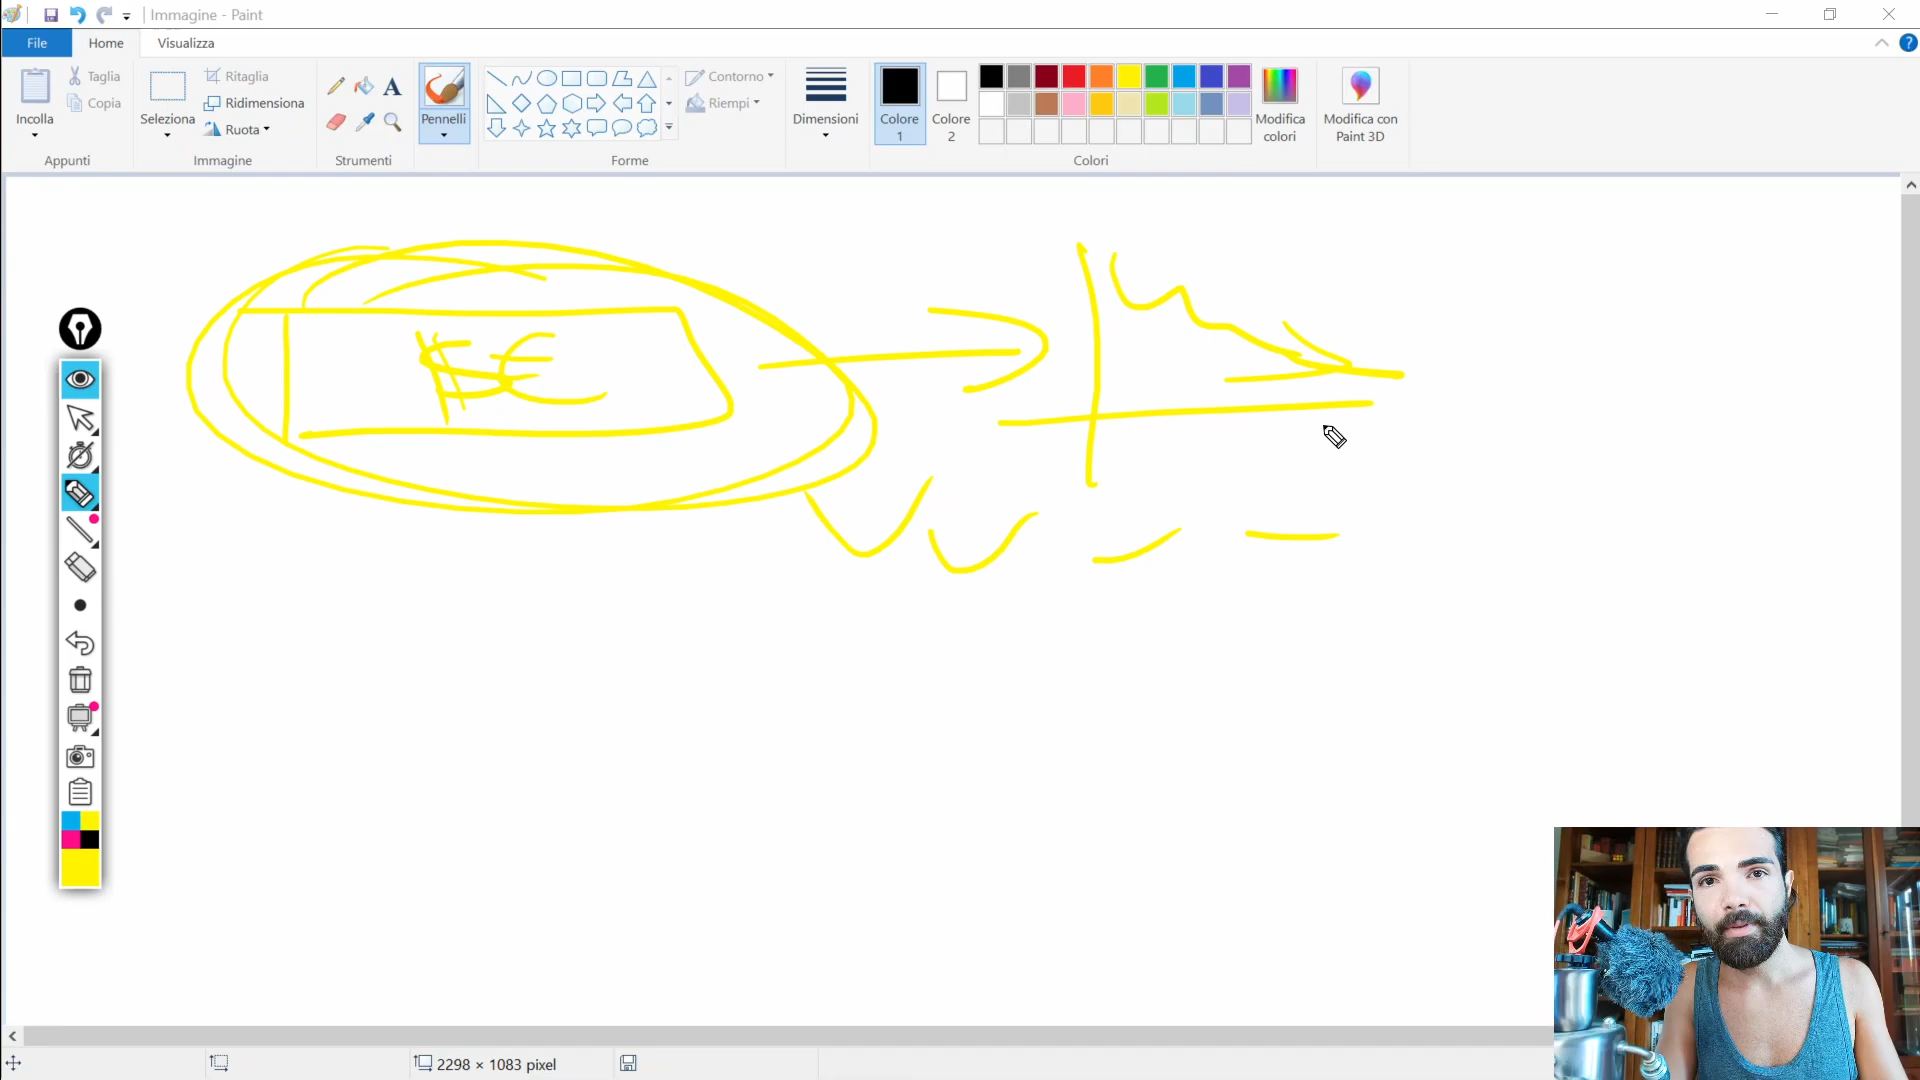 Immagine - Paint
File Home Visualizza
Incolla
Taglia
Copia
Appunti
Seleziona
Ritaglia
Ridimensiona
Ruota
Immagine
A
Strumenti
Pennelli
Contorno
Riempi
Forme
Dimensioni
Colore
1
Colore
2
Modifica
colori
Colori
Modifica con
Paint 3D
?
$€
2298 × 1083 pixel